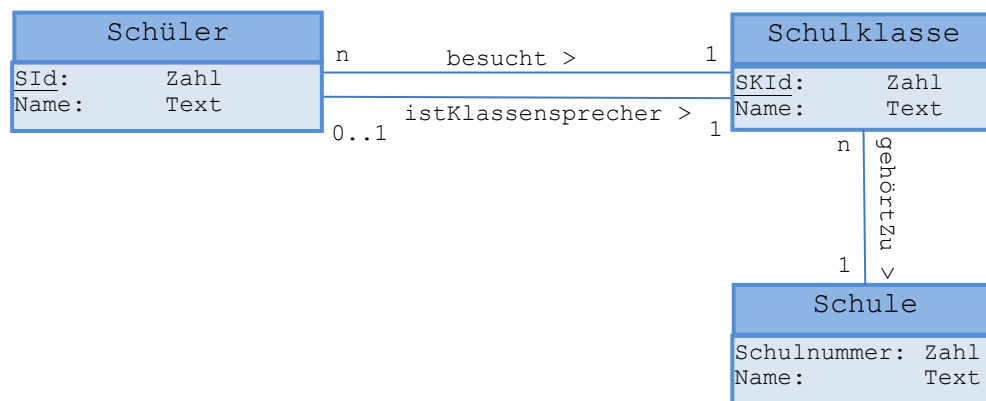 Schüler
SId: Zahl
Name: Text
n besucht > 1
0..1 istKlassensprecher > 1
Schulklasse
SKId: Zahl
Name: Text
n
gehörtZu >
1
Schule
Schulnummer: Zahl
Name: Text